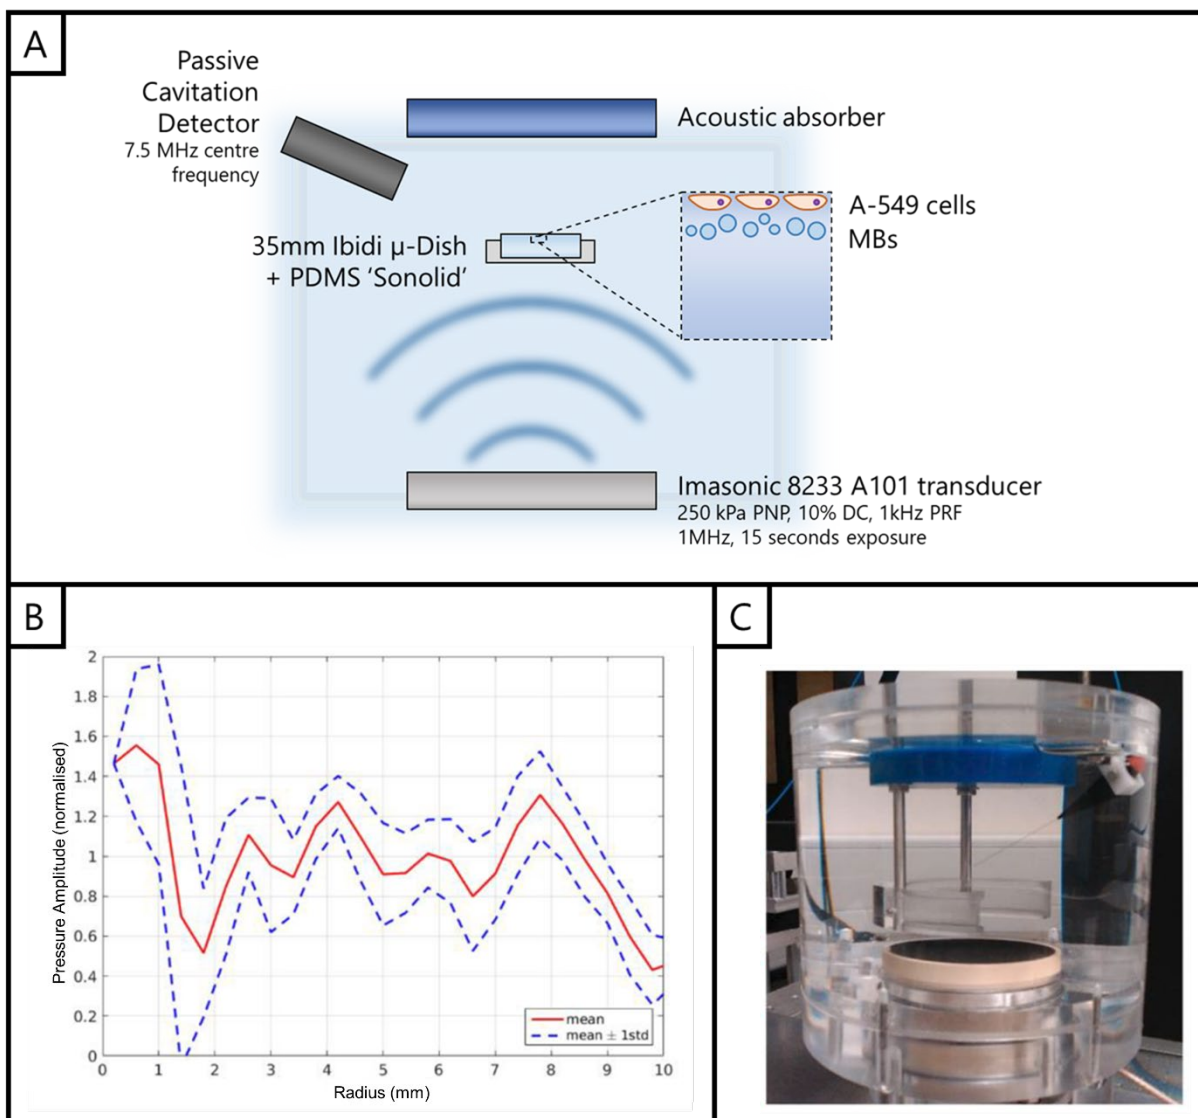 A
Passive
Cavitation
Detector
7.5 MHz centre
frequency
Acoustic absorber
A-549 cells
MBs
35mm Ibidi µ-Dish
+ PDMS ‘Sonolid’
Imasonic 8233 A101 transducer
250 kPa PNP, 10% DC, 1kHz PRF
1MHz, 15 seconds exposure
B
2
1.8
1.6
1.4
1.2
1
0.8
0.6
0.4
0.2
0
Pressure Amplitude (normalised)
0 1 2 3 4 5 6 7 8 9 10
Radius (mm)
mean
mean ± 1std
C